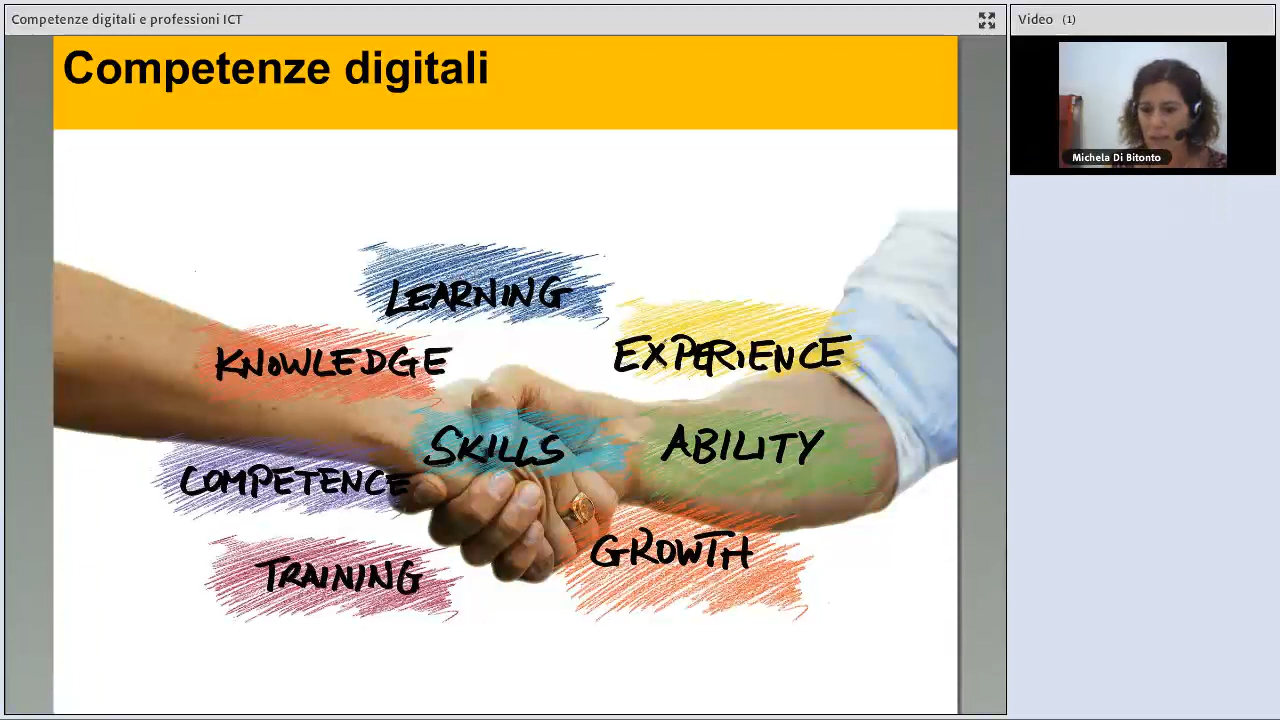 Competenze digitali e professioni ICT
Video (1)
Competenze digitali
Michela Di Bitonto
LEARNING
KNOWLEDGE
EXPERIENCE
SKILLS
ABILITY
COMPETENCE
GROWTH
TRAINING